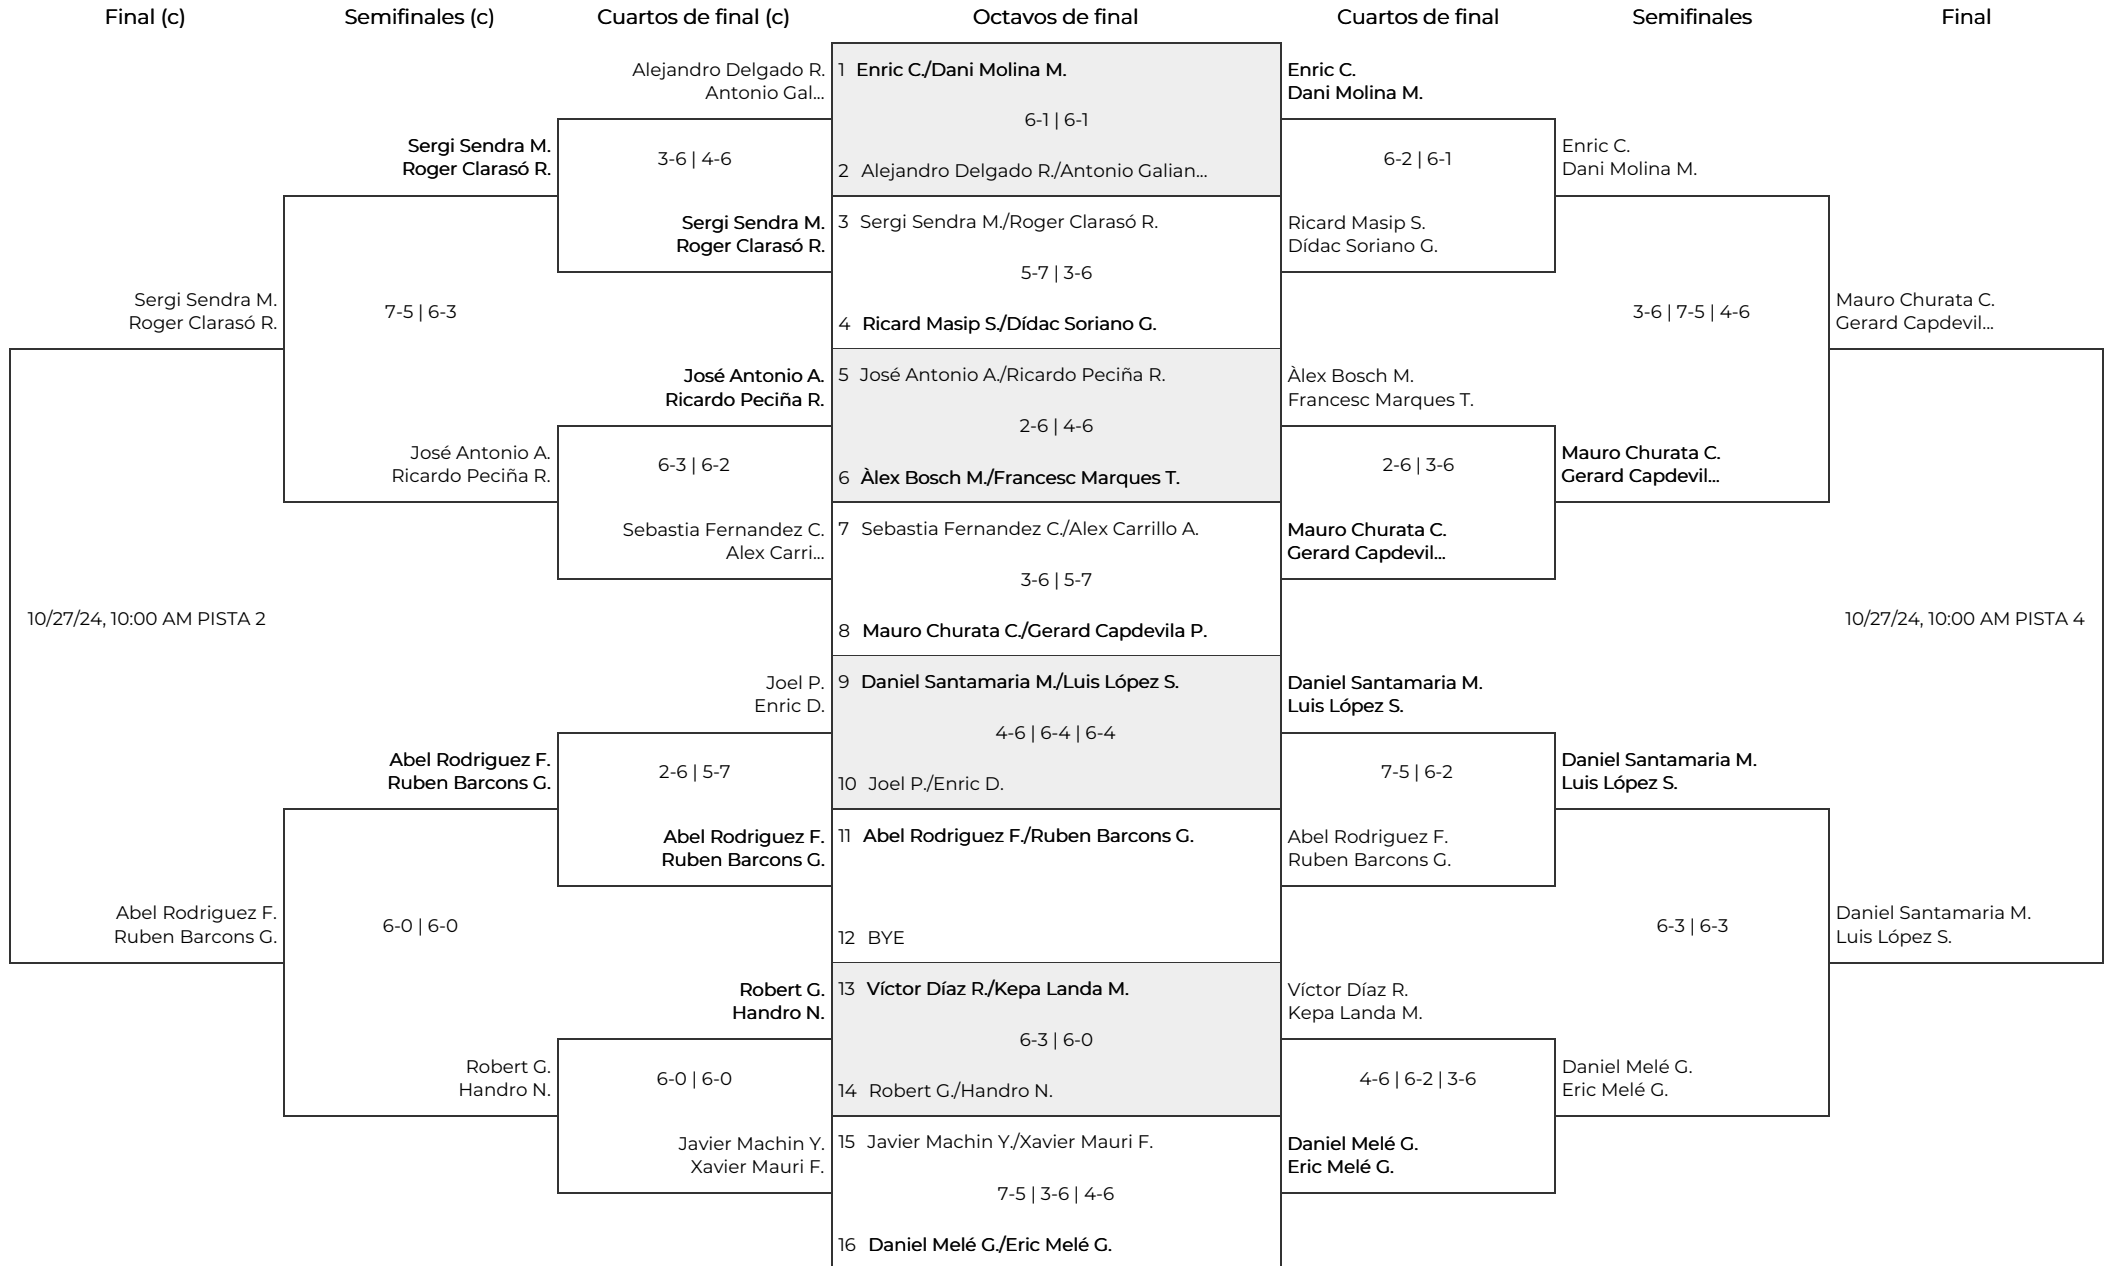 Final (c)
Semifinales (c)
Cuartos de final (c)
Octavos de final
Cuartos de final
Semifinales
Final
Sergi Sendra M.
Roger Clarasó R.
10/27/24, 10:00 AM PISTA 2
Abel Rodriguez F.
Ruben Barcons G.
Sergi Sendra M.
Roger Clarasó R.
7-5 | 6-3
José Antonio A.
Ricardo Peciña R.
Abel Rodriguez F.
Ruben Barcons G.
6-0 | 6-0
Robert G.
Handro N.
Alejandro Delgado R.
Antonio Gal...
3-6 | 4-6
Sergi Sendra M.
Roger Clarasó R.
José Antonio A.
Ricardo Peciña R.
6-3 | 6-2
Sebastia Fernandez C.
Alex Carri...
Joel P.
Enric D.
2-6 | 5-7
Abel Rodriguez F.
Ruben Barcons G.
Robert G.
Handro N.
6-0 | 6-0
Javier Machin Y.
Xavier Mauri F.
1 Enric C./Dani Molina M.
6-1 | 6-1
2 Alejandro Delgado R./Antonio Galian...
3 Sergi Sendra M./Roger Clarasó R.
5-7 | 3-6
4 Ricard Masip S./Dídac Soriano G.
5 José Antonio A./Ricardo Peciña R.
2-6 | 4-6
6 Àlex Bosch M./Francesc Marques T.
7 Sebastia Fernandez C./Alex Carrillo A.
3-6 | 5-7
8 Mauro Churata C./Gerard Capdevila P.
9 Daniel Santamaria M./Luis López S.
4-6 | 6-4 | 6-4
10 Joel P./Enric D.
11 Abel Rodriguez F./Ruben Barcons G.
12 BYE
13 Víctor Díaz R./Kepa Landa M.
6-3 | 6-0
14 Robert G./Handro N.
15 Javier Machin Y./Xavier Mauri F.
7-5 | 3-6 | 4-6
16 Daniel Melé G./Eric Melé G.
Enric C.
Dani Molina M.
6-2 | 6-1
Ricard Masip S.
Dídac Soriano G.
Àlex Bosch M.
Francesc Marques T.
2-6 | 3-6
Mauro Churata C.
Gerard Capdevil...
Daniel Santamaria M.
Luis López S.
7-5 | 6-2
Abel Rodriguez F.
Ruben Barcons G.
Víctor Díaz R.
Kepa Landa M.
4-6 | 6-2 | 3-6
Daniel Melé G.
Eric Melé G.
Enric C.
Dani Molina M.
3-6 | 7-5 | 4-6
Mauro Churata C.
Gerard Capdevil...
Daniel Santamaria M.
Luis López S.
6-3 | 6-3
Daniel Melé G.
Eric Melé G.
Mauro Churata C.
Gerard Capdevil...
10/27/24, 10:00 AM PISTA 4
Daniel Santamaria M.
Luis López S.